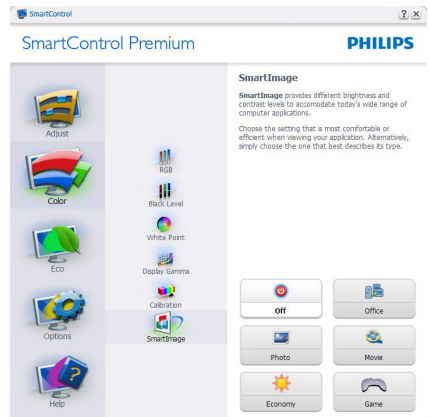 SmartControl
SmartControl Premium
PHILIPS
Adjust
Color
Eco
Options
Help
RGB
Black Level
White Point
Display Gamma
Calibration
SmartImage
SmartImage
SmartImage provides different brightness and
contrast levels to accomodate today's wide range of
computer applications.
Choose the setting that is most comfortable or
efficient when viewing your application. Alternatively,
simply choose the one that best describes its type.
Off
Office
Photo
Movie
Economy
Game